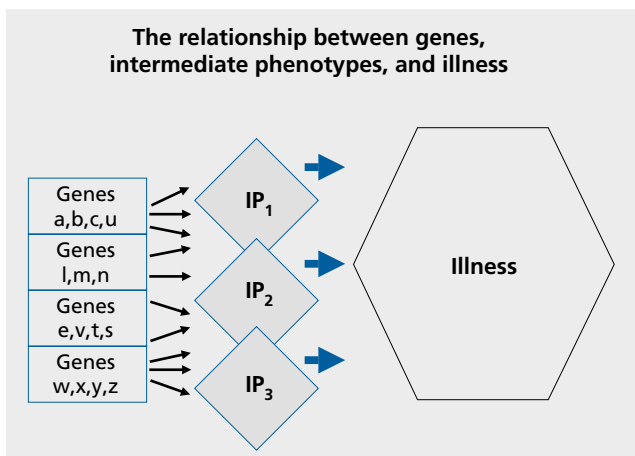 The relationship between genes,
intermediate phenotypes, and illness
Genes
a,b,c,u
Genes
l,m,n
Genes
e,v,t,s
Genes
w,x,y,z
IP₁
IP₂
IP₃
Illness